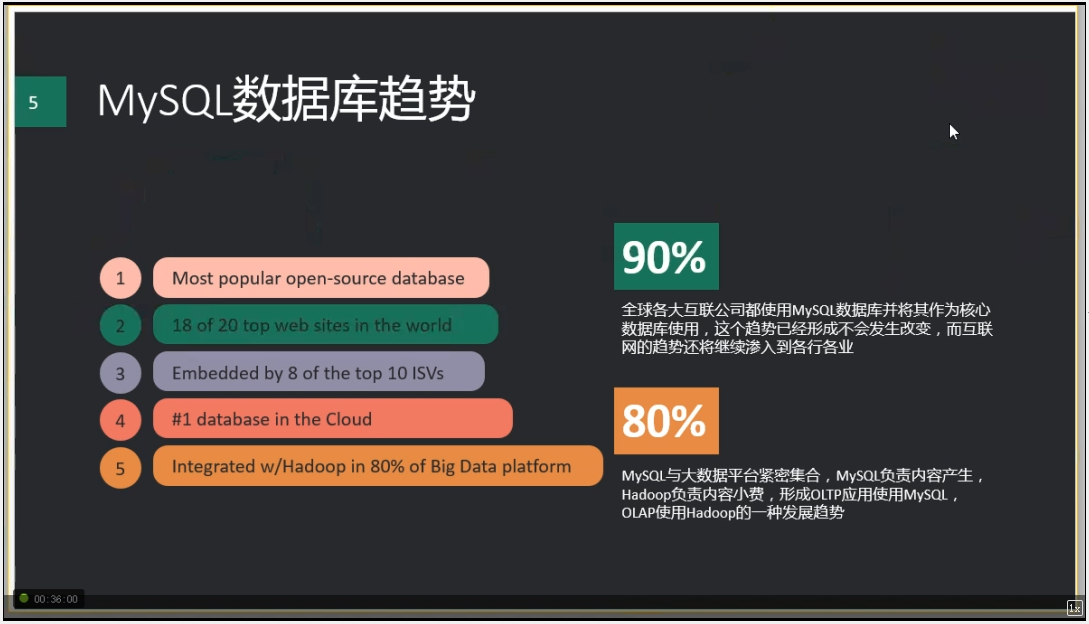 5
MySQL数据库趋势
1 Most popular open-source database
2 18 of 20 top web sites in the world
3 Embedded by 8 of the top 10 ISVs
4 #1 database in the Cloud
5 Integrated w/Hadoop in 80% of Big Data platform
90%
全球各大互联公司都使用MySQL数据库并将其作为核心
数据库使用，这个趋势已经形成不会发生改变，而互联
网的趋势还将继续渗入到各行各业
80%
MySQL与大数据平台紧密集合，MySQL负责内容产生，
Hadoop负责内容小费，形成OLTP应用使用MySQL，
OLAP使用Hadoop的一种发展趋势
00:36:00
1x